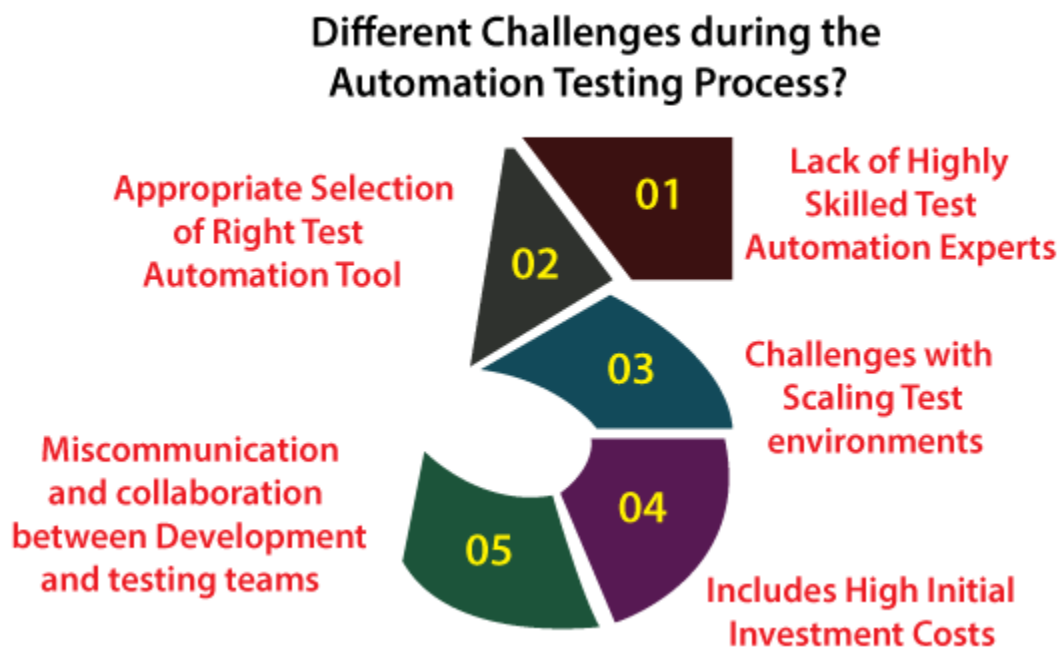 Different Challenges during the
Automation Testing Process?
01
Lack of Highly
Skilled Test
Automation Experts
Appropriate Selection
of Right Test
Automation Tool
02
03
Challenges with
Scaling Test
environments
04
Includes High Initial
Investment Costs
Miscommunication
and collaboration
between Development
and testing teams
05